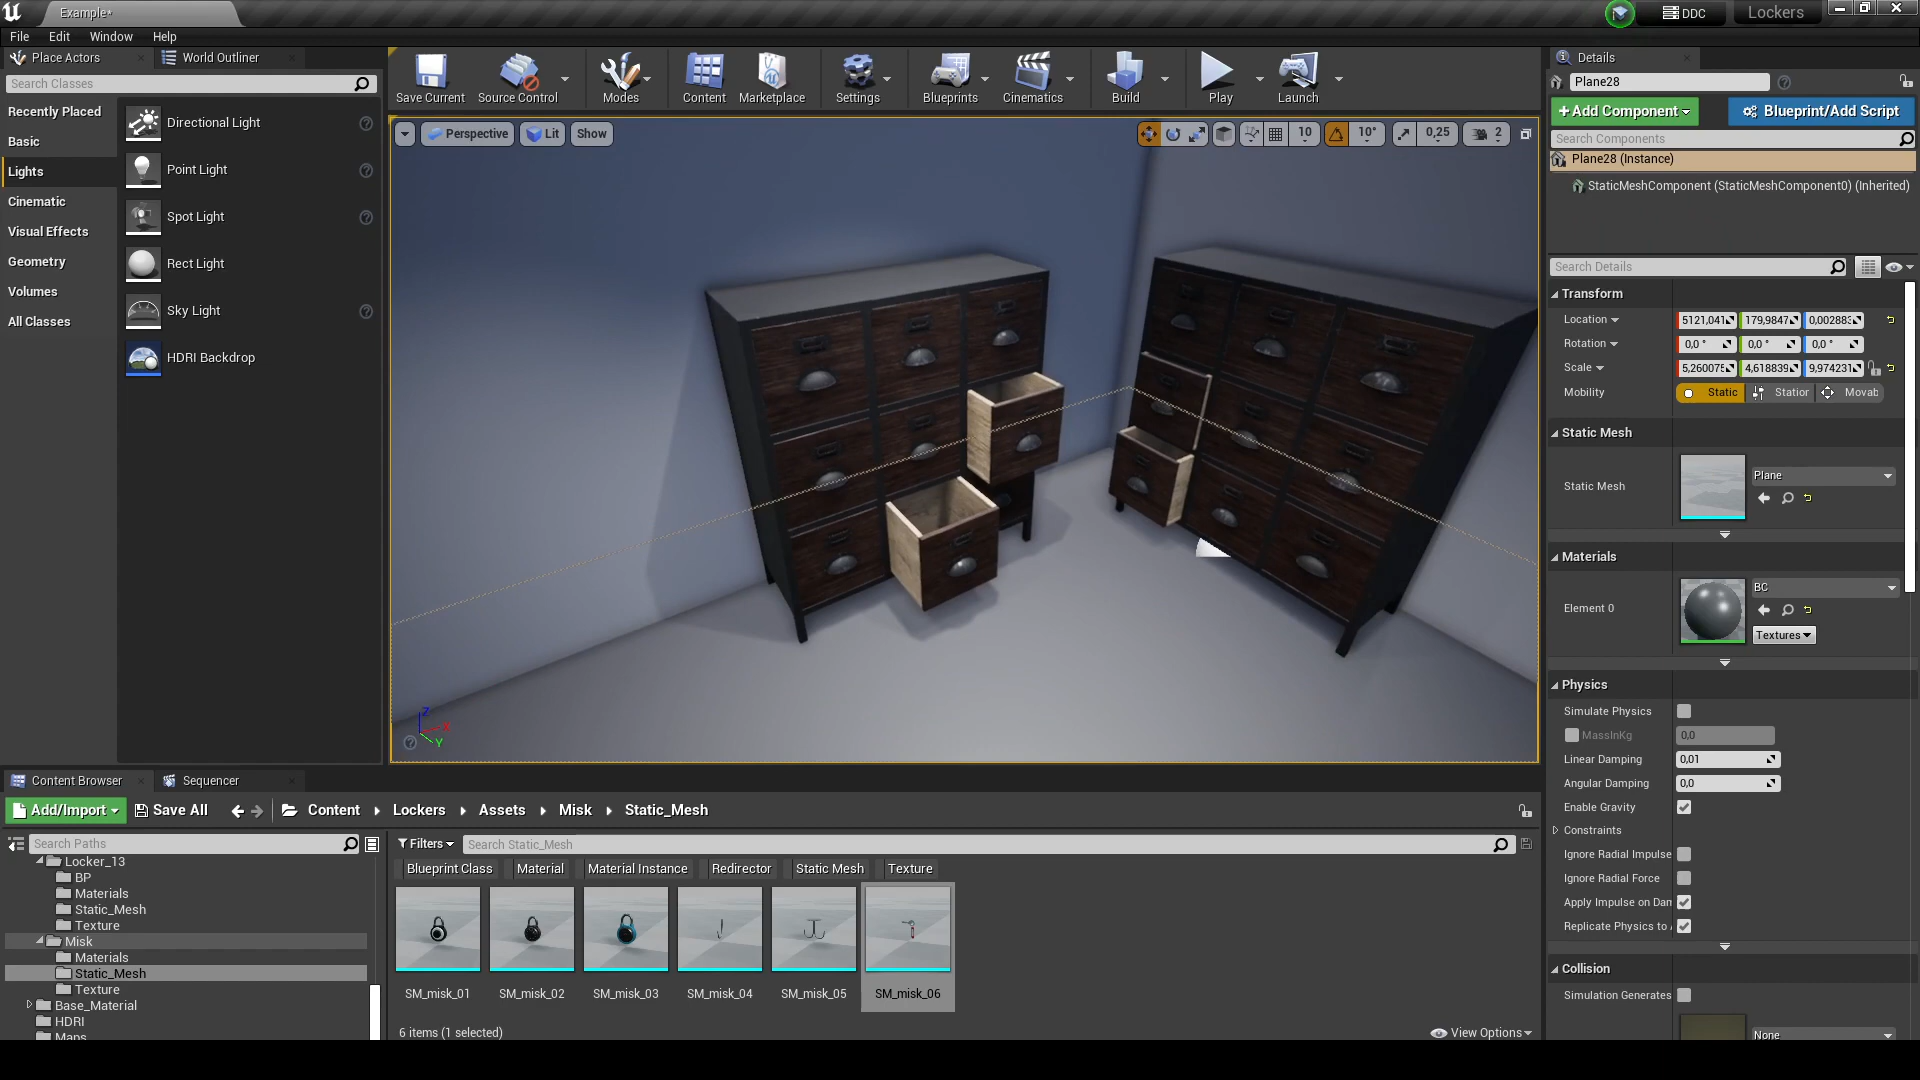 Example*
DDC
Lockers
File Edit Window Help
Place Actors
World Outliner
Search Classes
Recently Placed
Basic
Lights
Cinematic
Visual Effects
Geometry
Volumes
All Classes
Directional Light
Point Light
Spot Light
Rect Light
Sky Light
HDRI Backdrop
Save Current
Source Control
Modes
Content
Marketplace
Settings
Blueprints
Cinematics
Build
Play
Launch
Perspective
Lit
Show
10
10°
0,25
2
Z
X
Y
Details
Plane28
+Add Component
Blueprint/Add Script
Search Components
Plane28 (Instance)
StaticMeshComponent (StaticMeshComponent0) (Inherited)
Search Details
Transform
Location 5121,041 179,9847 0,002883
Rotation 0,0 ° 0,0 ° 0,0 °
Scale 5,260075 4,618839 9,974231
Mobility Static Station Movab
Static Mesh
Static Mesh
Plane
Materials
Element 0
BC
Textures
Physics
Simulate Physics
MassInKg 0,0
Linear Damping 0,01
Angular Damping 0,0
Enable Gravity
Constraints
Ignore Radial Impulse
Ignore Radial Force
Apply Impulse on Dam
Replicate Physics to A
Collision
Simulation Generates
None
Content Browser
Sequencer
Add/Import
Save All
Content
Lockers
Assets
Misk
Static_Mesh
Search Paths
Locker_13
BP
Materials
Static_Mesh
Texture
Misk
Materials
Static_Mesh
Texture
Base_Material
HDRI
Maps
Filters
Search Static_Mesh
Blueprint Class
Material
Material Instance
Redirector
Static Mesh
Texture
SM_misk_01
SM_misk_02
SM_misk_03
SM_misk_04
SM_misk_05
SM_misk_06
6 items (1 selected)
View Options